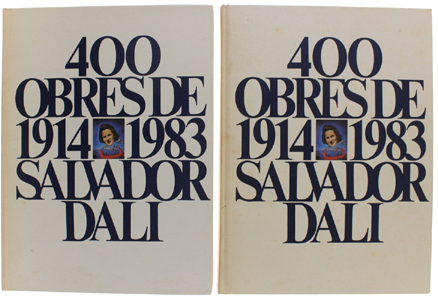 400
OBRES DE
1914 1983
SALVADOR
DALI
400
OBRES DE
1914 1983
SALVADOR
DALI